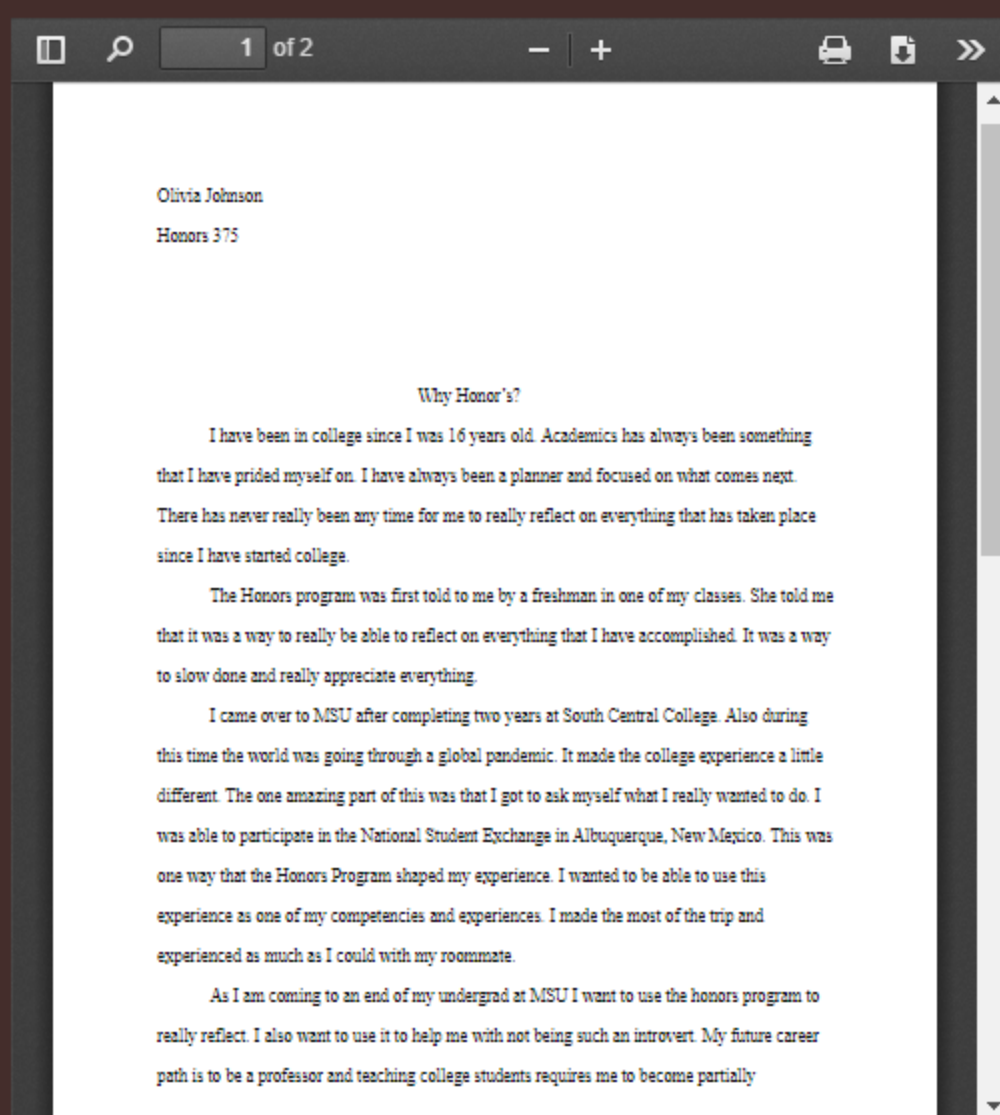 1 of 2
Olivia Johnson
Honors 375
Why Honor's?
I have been in college since I was 16 years old. Academics has always been something
that I have prided myself on. I have always been a planner and focused on what comes next.
There has never really been any time for me to really reflect on everything that has taken place
since I have started college.
The Honors program was first told to me by a freshman in one of my classes. She told me
that it was a way to really be able to reflect on everything that I have accomplished. It was a way
to slow done and really appreciate everything.
I came over to MSU after completing two years at South Central College. Also during
this time the world was going through a global pandemic. It made the college experience a little
different. The one amazing part of this was that I got to ask myself what I really wanted to do. I
was able to participate in the National Student Exchange in Albuquerque, New Mexico. This was
one way that the Honors Program shaped my experience. I wanted to be able to use this
experience as one of my competencies and experiences. I made the most of the trip and
experienced as much as I could with my roommate.
As I am coming to an end of my undergrad at MSU I want to use the honors program to
really reflect. I also want to use it to help me with not being such an introvert. My future career
path is to be a professor and teaching college students requires me to become partially